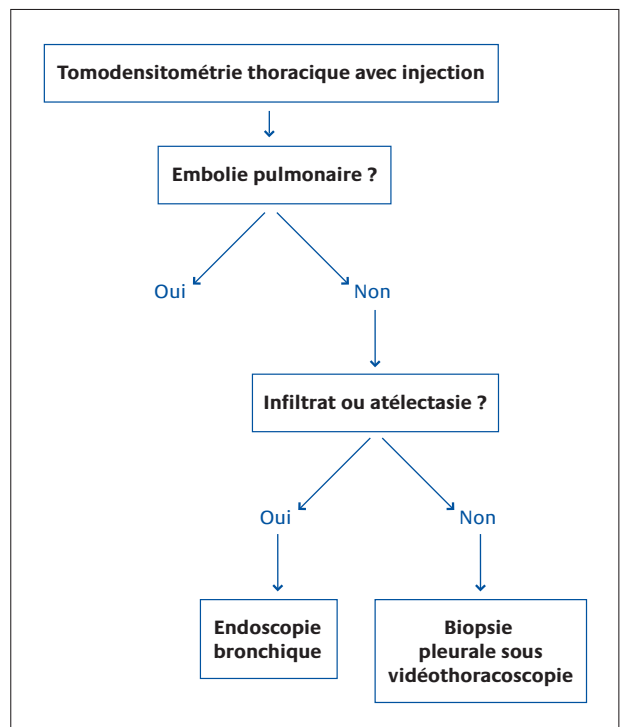 Tomodensitométrie thoracique avec injection
Embolie pulmonaire ?
Oui
Non
Infiltrat ou atélectasie ?
Oui
Non
Endoscopie
bronchique
Biopsie
pleurale sous
vidéothoracoscopie